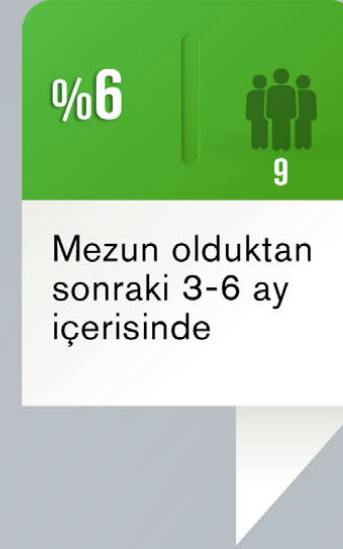 %6
9
Mezun olduktan
sonraki 3-6 ay
içerisinde